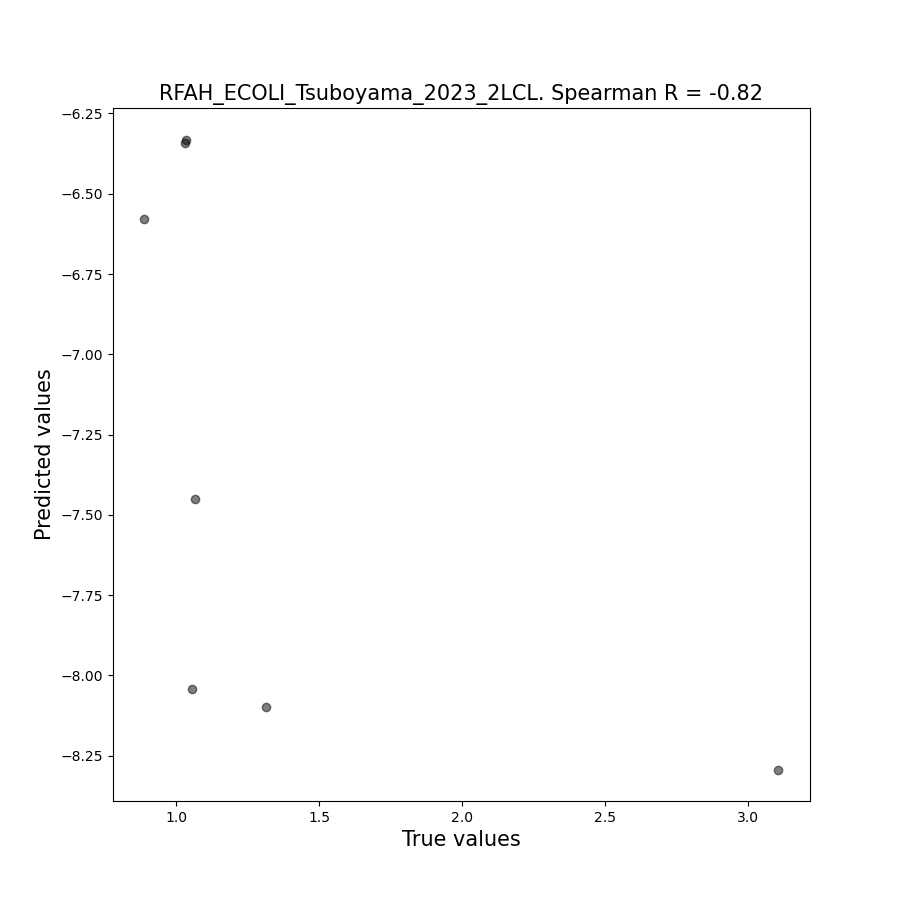 RFAH_ECOLI_Tsuboyama_2023_2LCL. Spearman R = -0.82
−6.25
−6.50
−6.75
−7.00
−7.25
−7.50
−7.75
−8.00
−8.25
Predicted values
1.0 1.5 2.0 2.5 3.0
True values